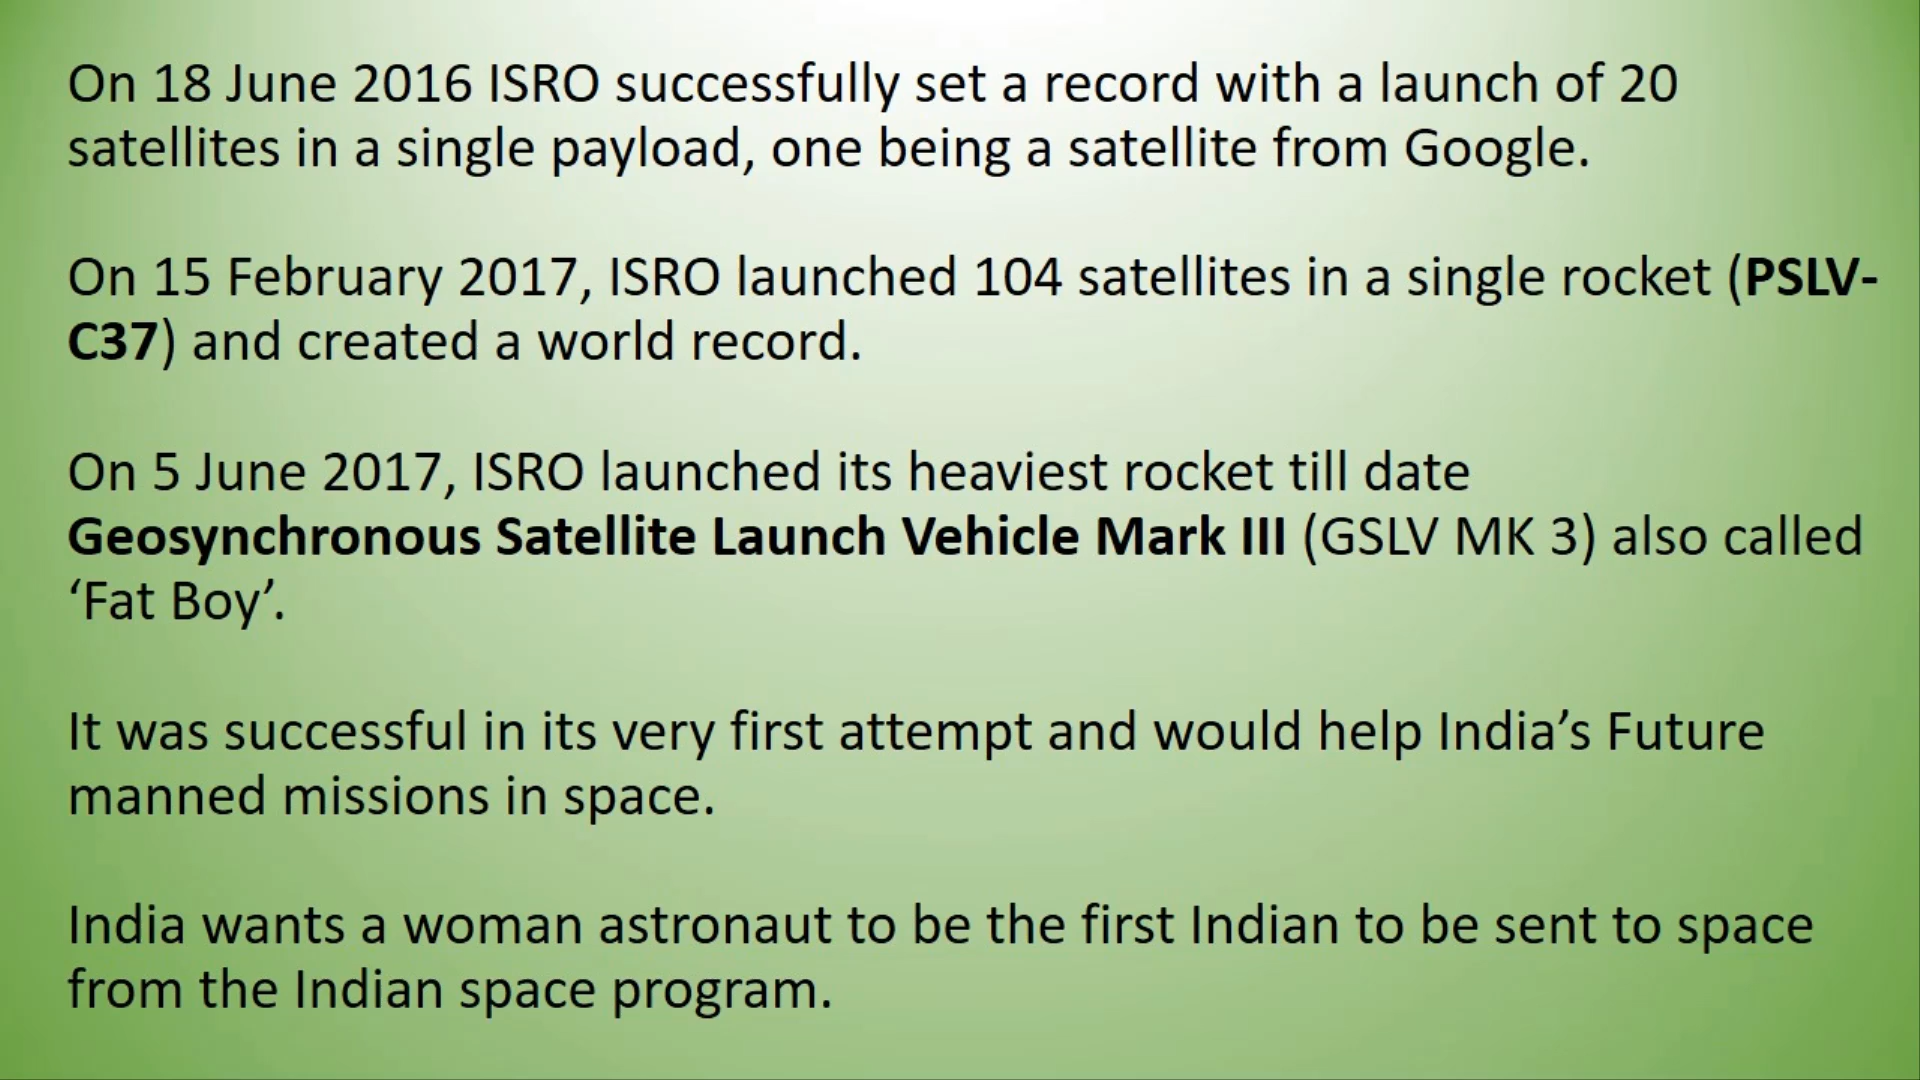 On 18 June 2016 ISRO successfully set a record with a launch of 20
satellites in a single payload, one being a satellite from Google.
On 15 February 2017, ISRO launched 104 satellites in a single rocket (PSLV-
C37) and created a world record.
On 5 June 2017, ISRO launched its heaviest rocket till date
Geosynchronous Satellite Launch Vehicle Mark III (GSLV MK 3) also called
‘Fat Boy’.
It was successful in its very first attempt and would help India’s Future
manned missions in space.
India wants a woman astronaut to be the first Indian to be sent to space
from the Indian space program.